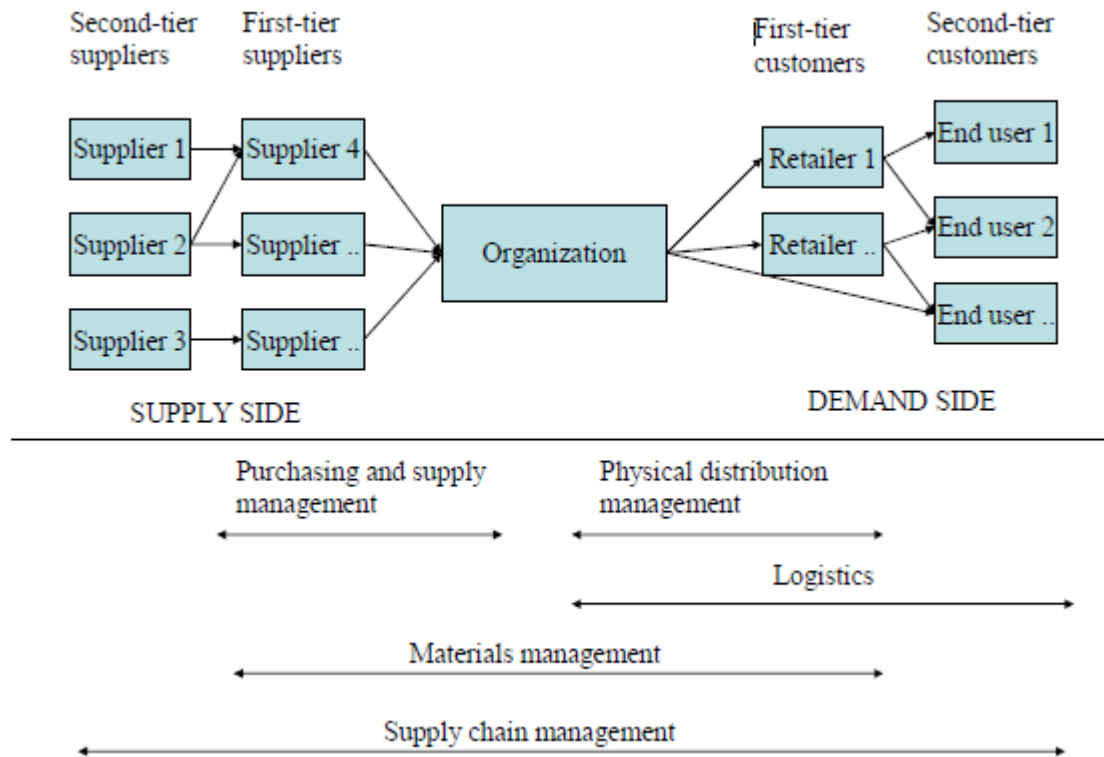 Second-tier
suppliers
First-tier
suppliers
First-tier
customers
Second-tier
customers
Supplier 1
Supplier 4
Retailer 1
End user 1
Supplier 2
Supplier ..
Organization
Retailer ..
End user 2
Supplier 3
Supplier ..
End user ..
SUPPLY SIDE
DEMAND SIDE
Purchasing and supply
management
Physical distribution
management
Logistics
Materials management
Supply chain management